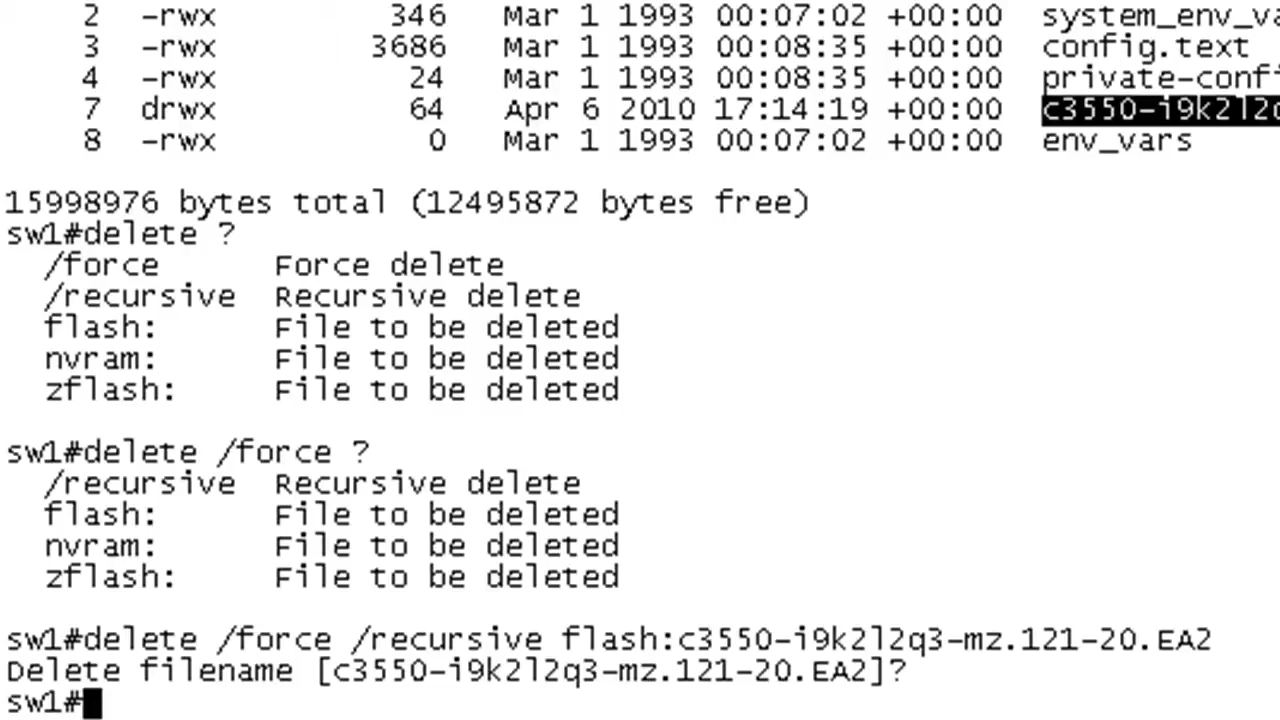 2 -rwx 346 Mar 1 1993 00:07:02 +00:00 system_env_va
3 -rwx 3686 Mar 1 1993 00:08:35 +00:00 config.text
4 -rwx 24 Mar 1 1993 00:08:35 +00:00 private-confi
7 drwx 64 Apr 6 2010 17:14:19 +00:00 c3550-i9k2l2q
8 -rwx 0 Mar 1 1993 00:07:02 +00:00 env_vars
15998976 bytes total (12495872 bytes free)
sw1#delete ?
/force Force delete
/recursive Recursive delete
flash: File to be deleted
nvram: File to be deleted
zflash: File to be deleted
sw1#delete /force ?
/recursive Recursive delete
flash: File to be deleted
nvram: File to be deleted
zflash: File to be deleted
sw1#delete /force /recursive flash:c3550-i9k2l2q3-mz.121-20.EA2
Delete filename [c3550-i9k2l2q3-mz.121-20.EA2]?
sw1#